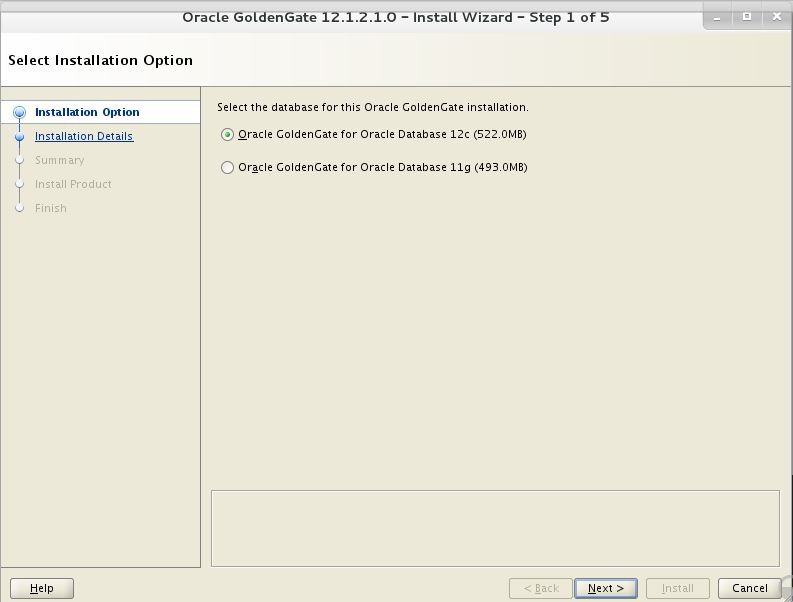 Oracle GoldenGate 12.1.2.1.0 - Install Wizard - Step 1 of 5
Select Installation Option
Installation Option
Installation Details
Summary
Install Product
Finish
Select the database for this Oracle GoldenGate installation.
Oracle GoldenGate for Oracle Database 12c (522.0MB)
Oracle GoldenGate for Oracle Database 11g (493.0MB)
Help
< Back
Next >
Install
Cancel